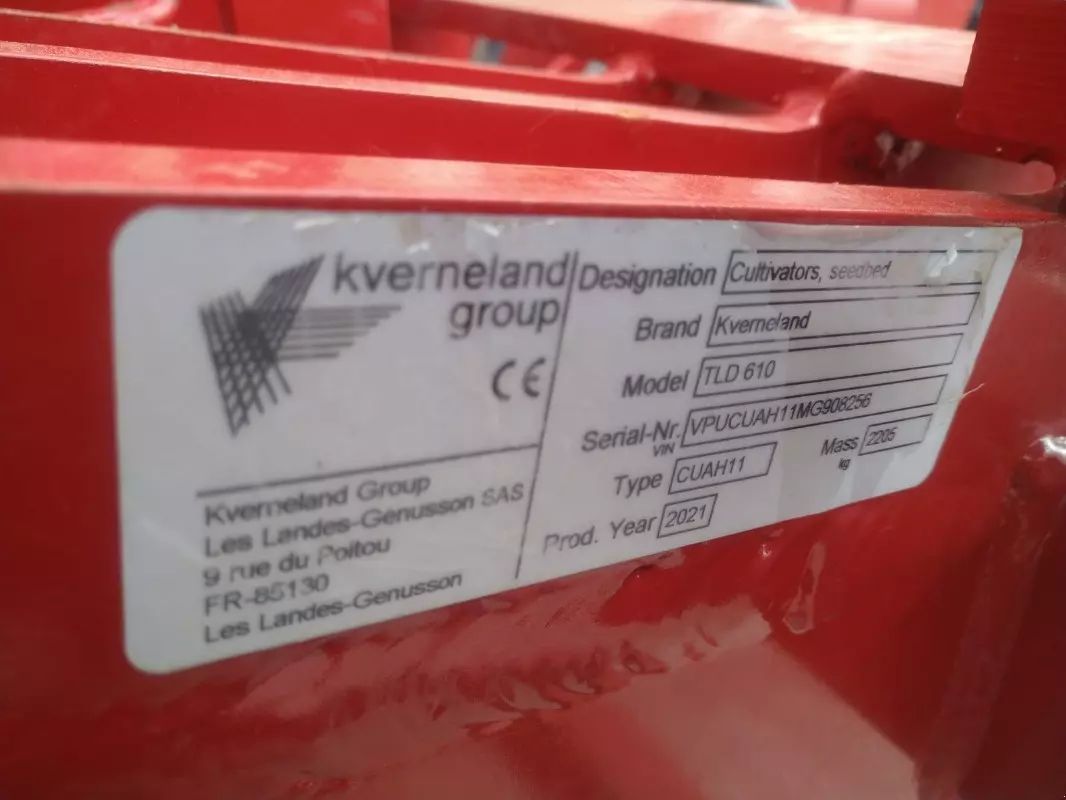 kverneland
group
CE
Kverneland Group
Les Landes-Genusson SAS
9 rue du Poitou
FR-85130
Les Landes-Genusson
Designation Cultivators, seedbed
Brand Kverneland
Model TLD 610
Serial-Nr. VPUCUAH11MG908256
VIN
Type CUAH11 Mass 2205
kg
Prod. Year 2021